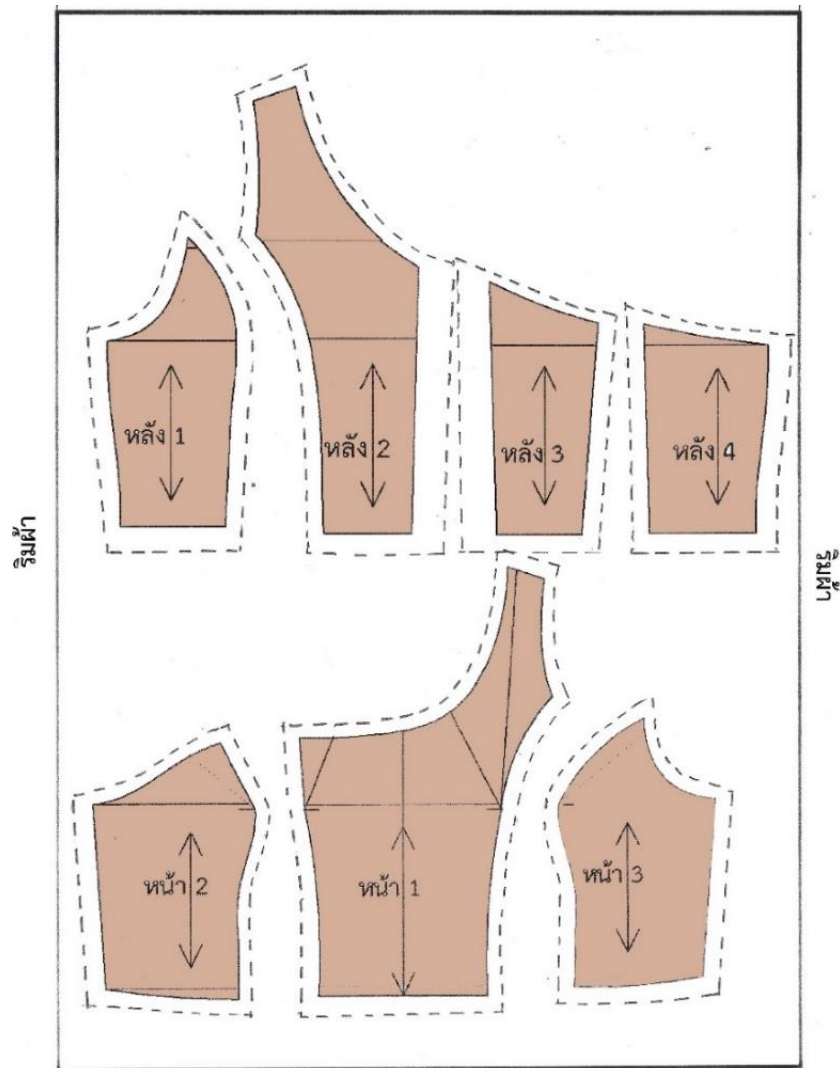 หลัง 1
หลัง 2
หลัง 3
หลัง 4
ริมผ้า
ริมผ้า
หน้า 2
หน้า 1
หน้า 3